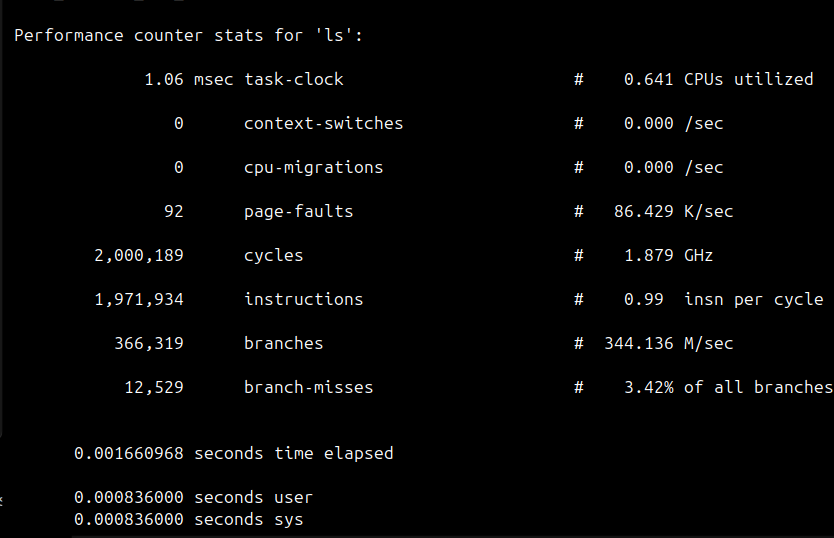 Performance counter stats for 'ls':
1.06 msec task-clock # 0.641 CPUs utilized
0 context-switches # 0.000 /sec
0 cpu-migrations # 0.000 /sec
92 page-faults # 86.429 K/sec
2,000,189 cycles # 1.879 GHz
1,971,934 instructions # 0.99 insn per cycle
366,319 branches # 344.136 M/sec
12,529 branch-misses # 3.42% of all branches
0.001660968 seconds time elapsed
0.000836000 seconds user
0.000836000 seconds sys